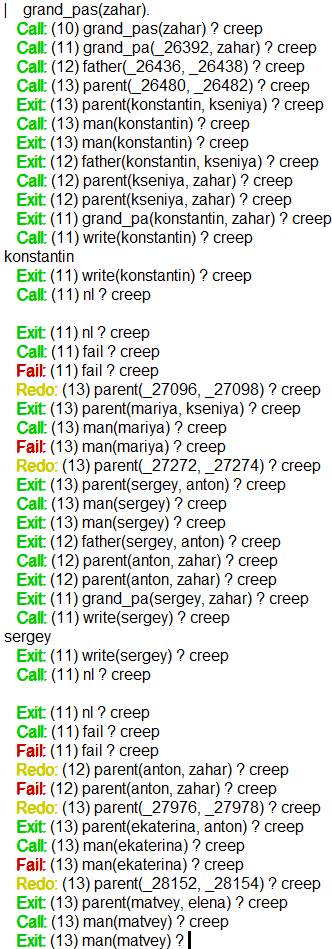 |    grand_pas(zahar).
Call: (10) grand_pas(zahar) ? creep
Call: (11) grand_pa(_26392, zahar) ? creep
Call: (12) father(_26436, _26438) ? creep
Call: (13) parent(_26480, _26482) ? creep
Exit: (13) parent(konstantin, kseniya) ? creep
Call: (13) man(konstantin) ? creep
Exit: (13) man(konstantin) ? creep
Exit: (12) father(konstantin, kseniya) ? creep
Call: (12) parent(kseniya, zahar) ? creep
Exit: (12) parent(kseniya, zahar) ? creep
Exit: (11) grand_pa(konstantin, zahar) ? creep
Call: (11) write(konstantin) ? creep
konstantin
Exit: (11) write(konstantin) ? creep
Call: (11) nl ? creep

Exit: (11) nl ? creep
Call: (11) fail ? creep
Fail: (11) fail ? creep
Redo: (13) parent(_27096, _27098) ? creep
Exit: (13) parent(mariya, kseniya) ? creep
Call: (13) man(mariya) ? creep
Fail: (13) man(mariya) ? creep
Redo: (13) parent(_27272, _27274) ? creep
Exit: (13) parent(sergey, anton) ? creep
Call: (13) man(sergey) ? creep
Exit: (13) man(sergey) ? creep
Exit: (12) father(sergey, anton) ? creep
Call: (12) parent(anton, zahar) ? creep
Exit: (12) parent(anton, zahar) ? creep
Exit: (11) grand_pa(sergey, zahar) ? creep
Call: (11) write(sergey) ? creep
sergey
Exit: (11) write(sergey) ? creep
Call: (11) nl ? creep

Exit: (11) nl ? creep
Call: (11) fail ? creep
Fail: (11) fail ? creep
Redo: (12) parent(anton, zahar) ? creep
Fail: (12) parent(anton, zahar) ? creep
Redo: (13) parent(_27976, _27978) ? creep
Exit: (13) parent(ekaterina, anton) ? creep
Call: (13) man(ekaterina) ? creep
Fail: (13) man(ekaterina) ? creep
Redo: (13) parent(_28152, _28154) ? creep
Exit: (13) parent(matvey, elena) ? creep
Call: (13) man(matvey) ? creep
Exit: (13) man(matvey) ?